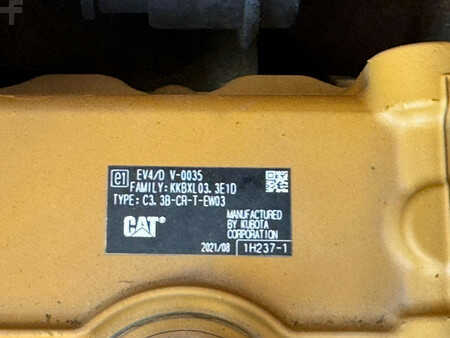 e1 EV4/D V-0035
FAMILY:KKBXL03.3E1D
TYPE: C3.3B-CR-T-EW03
CAT
MANUFACTURED
BY KUBOTA
CORPORATION
2021/08 1H237-1